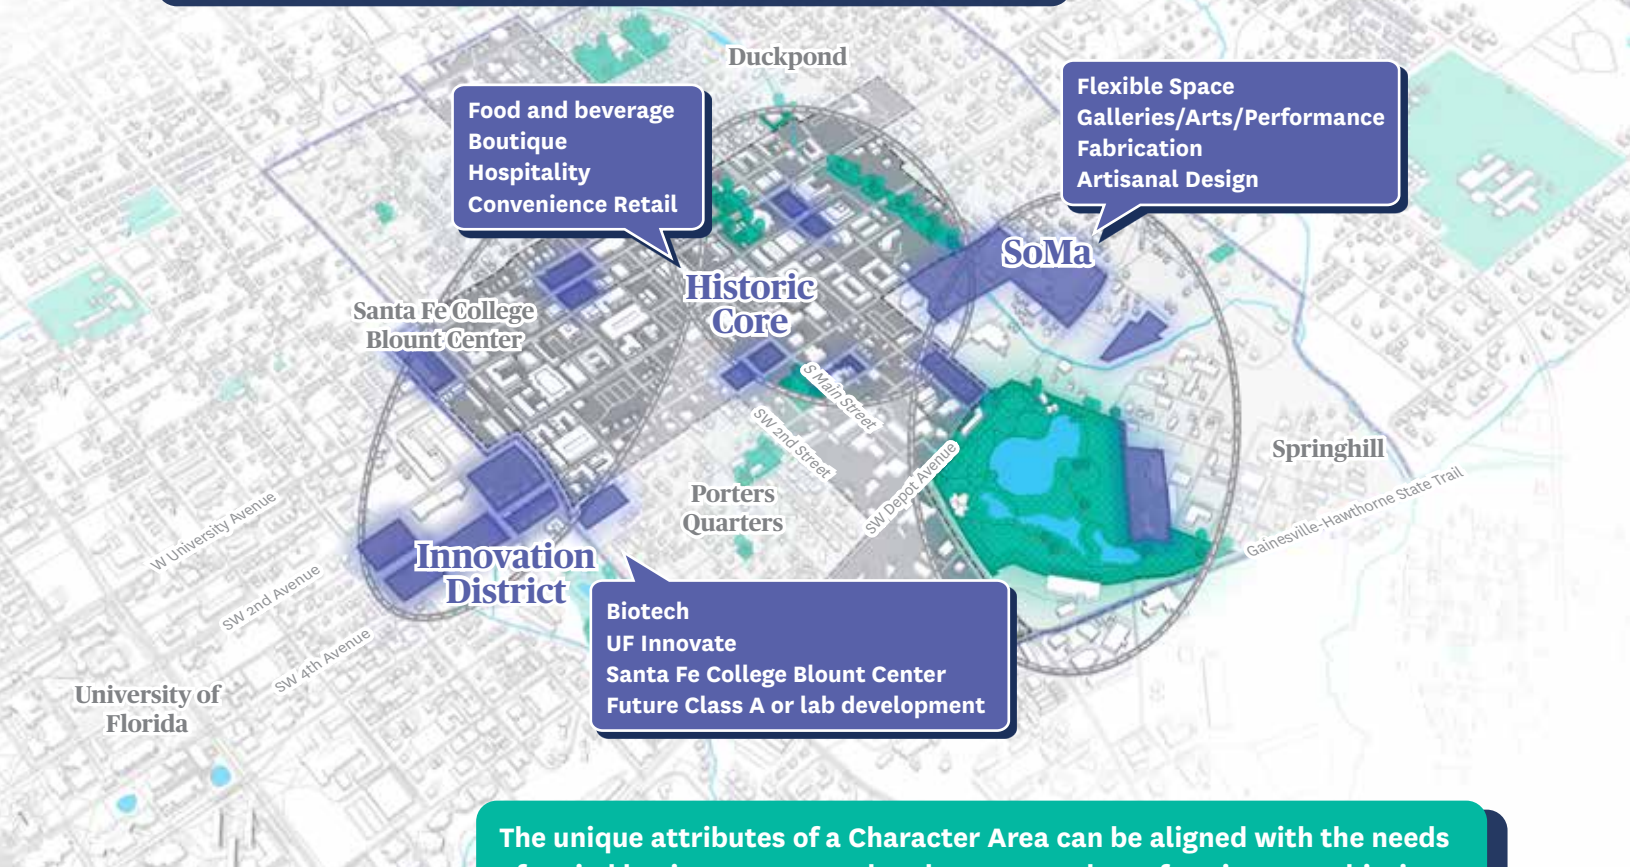 Duckpond
Food and beverage
Boutique
Hospitality
Convenience Retail
Flexible Space
Galleries/Arts/Performance
Fabrication
Artisanal Design
SoMa
Historic
Core
Santa Fe College
Blount Center
S Main Street
SW 2nd Street
SW Depot Avenue
Springhill
Gainesville-Hawthorne State Trail
Porters
Quarters
W University Avenue
SW 2nd Avenue
SW 4th Avenue
Innovation
District
Biotech
UF Innovate
Santa Fe College Blount Center
Future Class A or lab development
University of
Florida
The unique attributes of a Character Area can be aligned with the needs